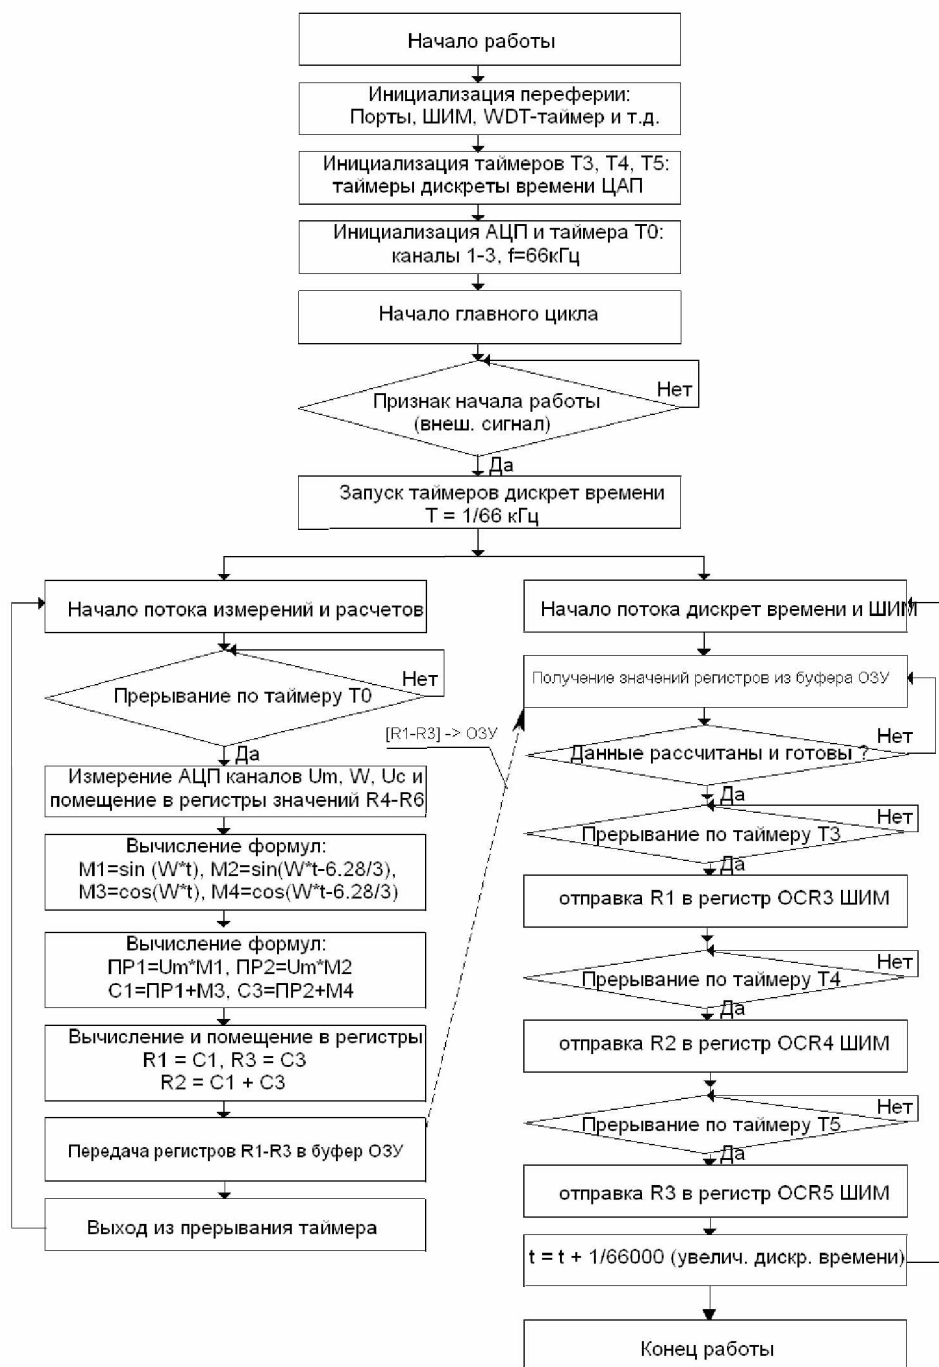 Начало работы
Инициализация переферии:
Порты, ШИМ, WDT-таймер и т.д.
Инициализация таймеров T3, T4, T5:
таймеры дискреты времени ЦАП
Инициализация АЦП и таймера T0:
каналы 1-3, f=66кГц
Начало главного цикла
Нет
Признак начала работы
(внеш. сигнал)
Да
Запуск таймеров дискрет времени
T = 1/66 кГц
Начало потока измерений и расчетов
Нет
Прерывание по таймеру T0
Да
Измерение АЦП каналов Um, W, Uc и
помещение в регистры значений R4-R6
Вычисление формул:
M1=sin (W*t), M2=sin(W*t-6.28/3),
M3=cos(W*t), M4=cos(W*t-6.28/3)
Вычисление формул:
ПР1=Um*M1, ПР2=Um*M2
C1=ПР1+M3, C3=ПР2+M4
Вычисление и помещение в регистры
R1 = C1, R3 = C3
R2 = C1 + C3
Передача регистров R1-R3 в буфер ОЗУ
Выход из прерывания таймера
[R1-R3] -> ОЗУ
Начало потока дискрет времени и ШИМ
Получение значений регистров из буфера ОЗУ
Нет
Данные рассчитаны и готовы ?
Да
Нет
Прерывание по таймеру T3
Да
отправка R1 в регистр OCR3 ШИМ
Нет
Прерывание по таймеру T4
Да
отправка R2 в регистр OCR4 ШИМ
Нет
Прерывание по таймеру T5
Да
отправка R3 в регистр OCR5 ШИМ
t = t + 1/66000 (увелич. дискр. времени)
Конец работы